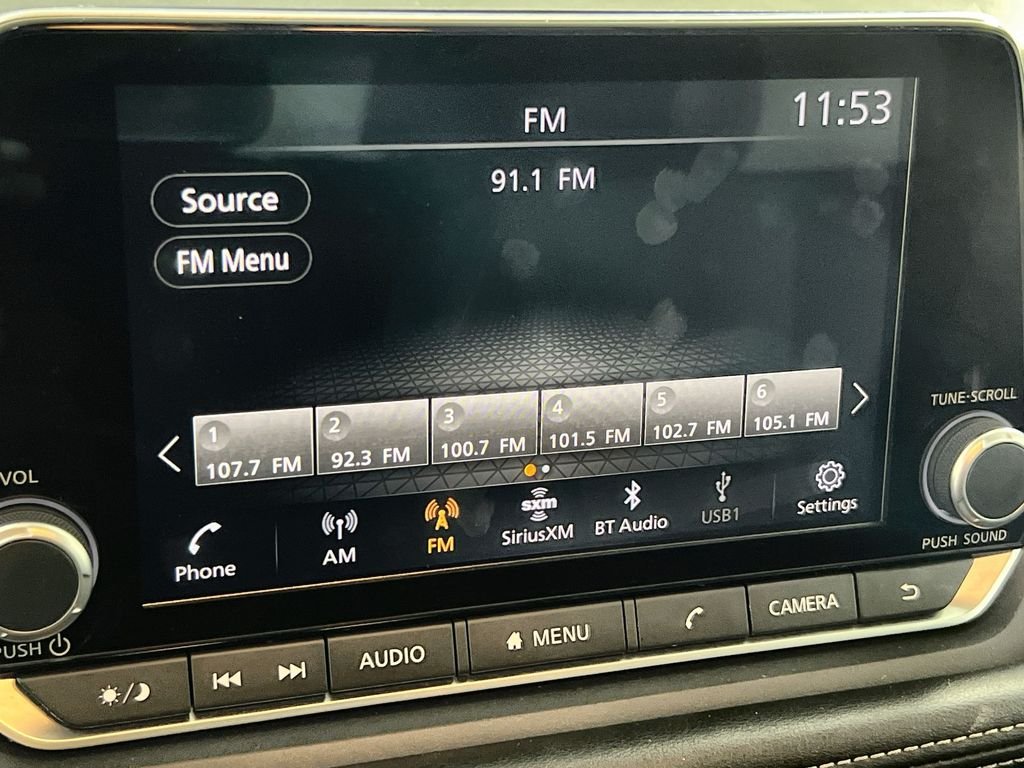 FM
11:53
91.1 FM
Source
FM Menu
1
107.7 FM
2
92.3 FM
3
100.7 FM
4
101.5 FM
5
102.7 FM
6
105.1 FM
TUNE·SCROLL
VOL
Phone
AM
FM
sxm
SiriusXM
BT Audio
USB1
Settings
PUSH SOUND
PUSH
AUDIO
MENU
CAMERA